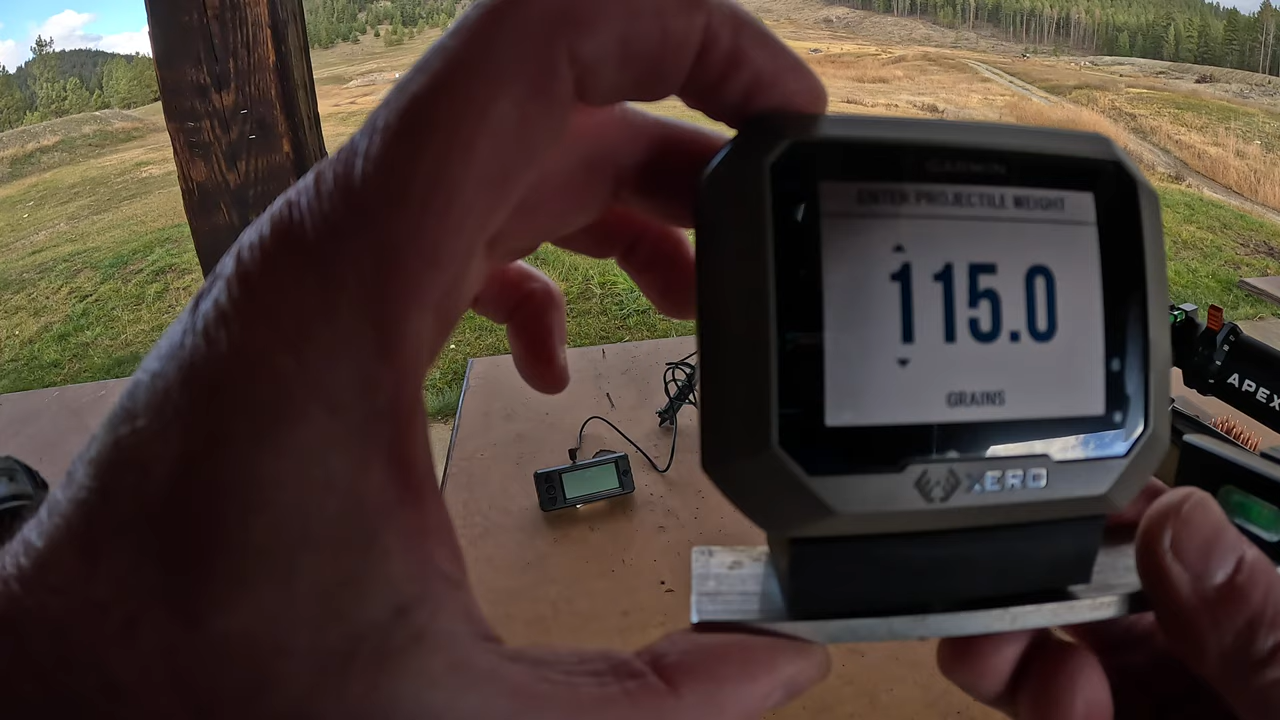 GARMIN
ENTER PROJECTILE WEIGHT
115.0
GRAINS
XERO
APEX